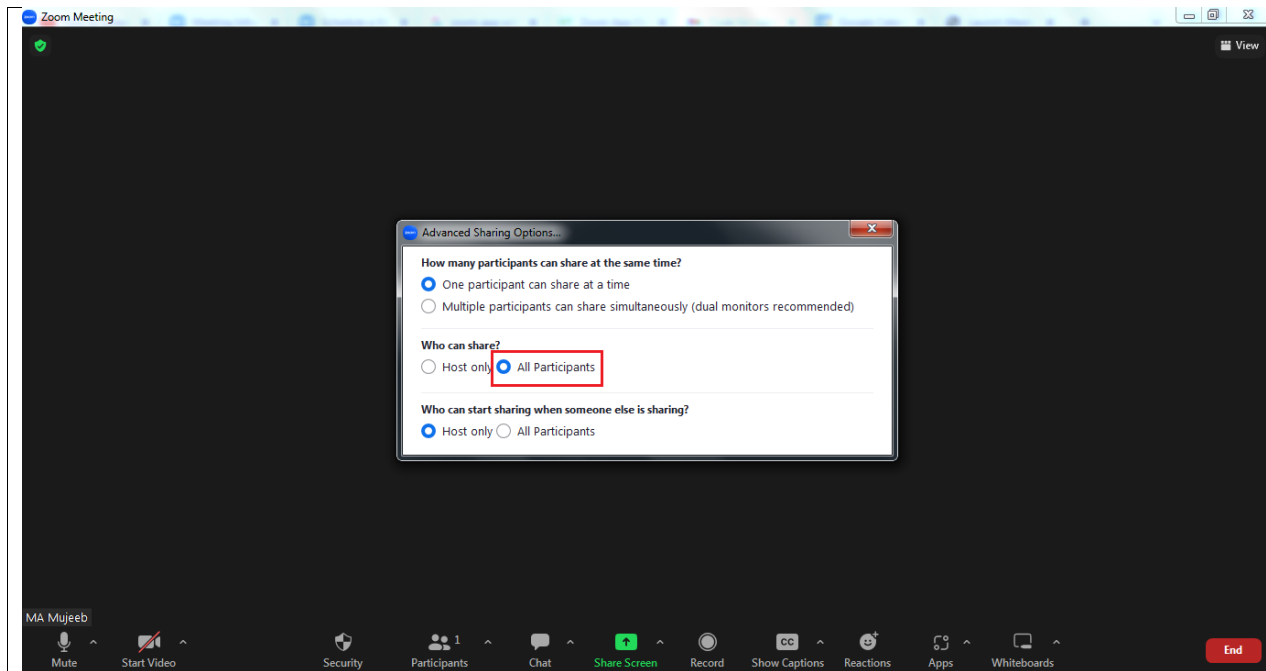 Zoom Meeting
View
Advanced Sharing Options...
How many participants can share at the same time?
One participant can share at a time
Multiple participants can share simultaneously (dual monitors recommended)
Who can share?
Host only All Participants
Who can start sharing when someone else is sharing?
Host only All Participants
MA Mujeeb
1
CC
Mute Start Video Security Participants Chat Share Screen Record Show Captions Reactions Apps Whiteboards End